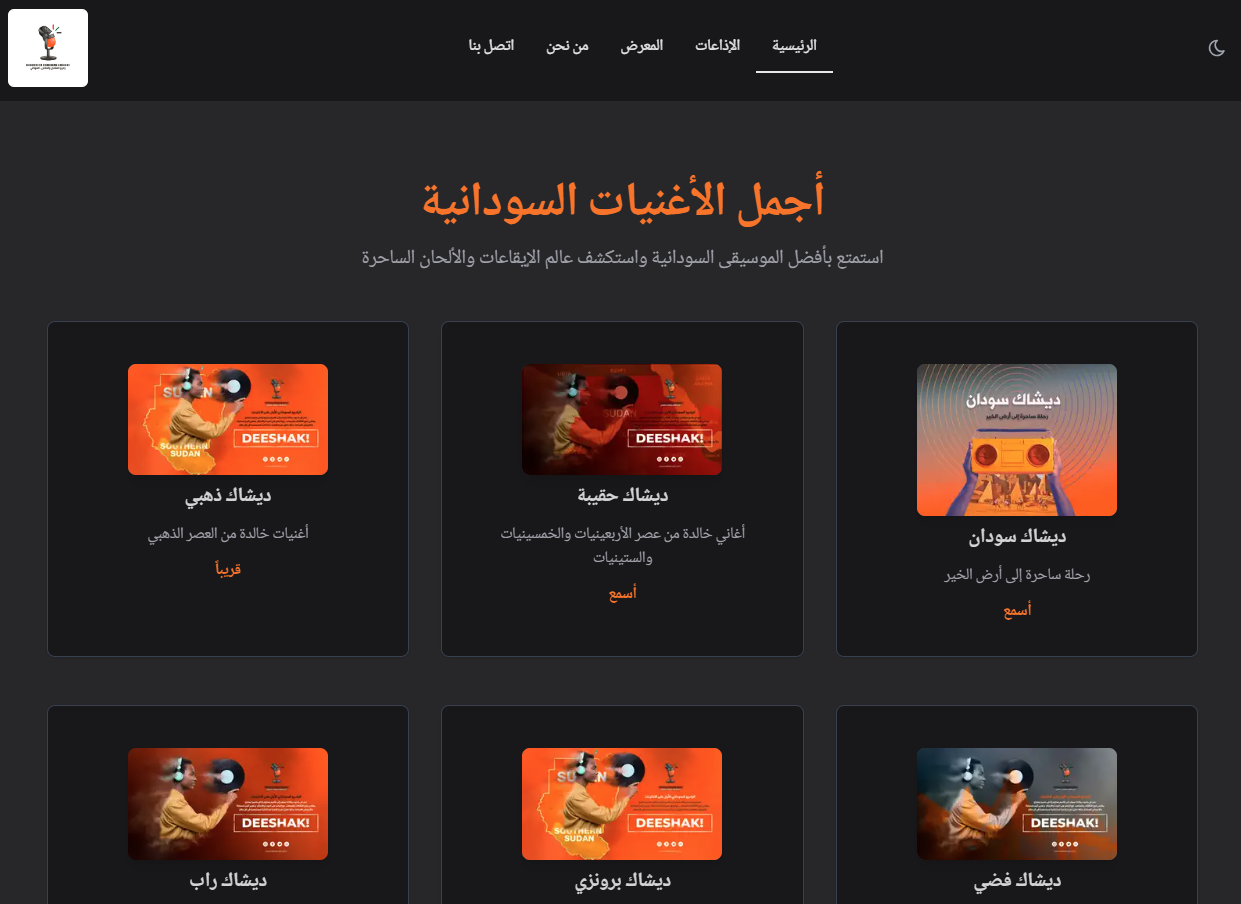 الرئيسية
الإذاعات
المعرض
من نحن
اتصل بنا
أجمل الأغنيات السودانية
استمتع بأفضل الموسيقى السودانية واستكشف عالم الإيقاعات والألحان الساحرة
ديشاك سودان
رحلة ساحرة إلى أرض الخير
ديشاك سودان
رحلة ساحرة إلى أرض الخير
أسمع
SUDAN
DEESHAK!
ديشاك حقيبة
أغاني خالدة من عصر الأربعينيات والخمسينيات
والستينيات
أسمع
SOUTHERN
SUDAN
DEESHAK!
ديشاك ذهبي
أغنيات خالدة من العصر الذهبي
قريباً
DEESHAK!
ديشاك فضي
SOUTHERN
SUDAN
DEESHAK!
ديشاك برونزي
DEESHAK!
ديشاك راب